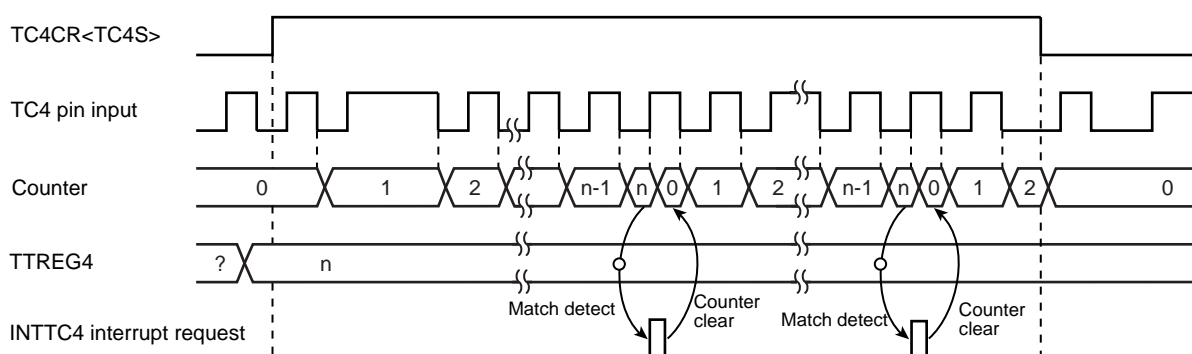 TC4CR<TC4S>
TC4 pin input
Counter
0 1 2 n-1 n 0 1 2 n-1 n 0 1 2 0
TTREG4
? n
Match detect
Counter
clear
Match detect
Counter
clear
INTTC4 interrupt request